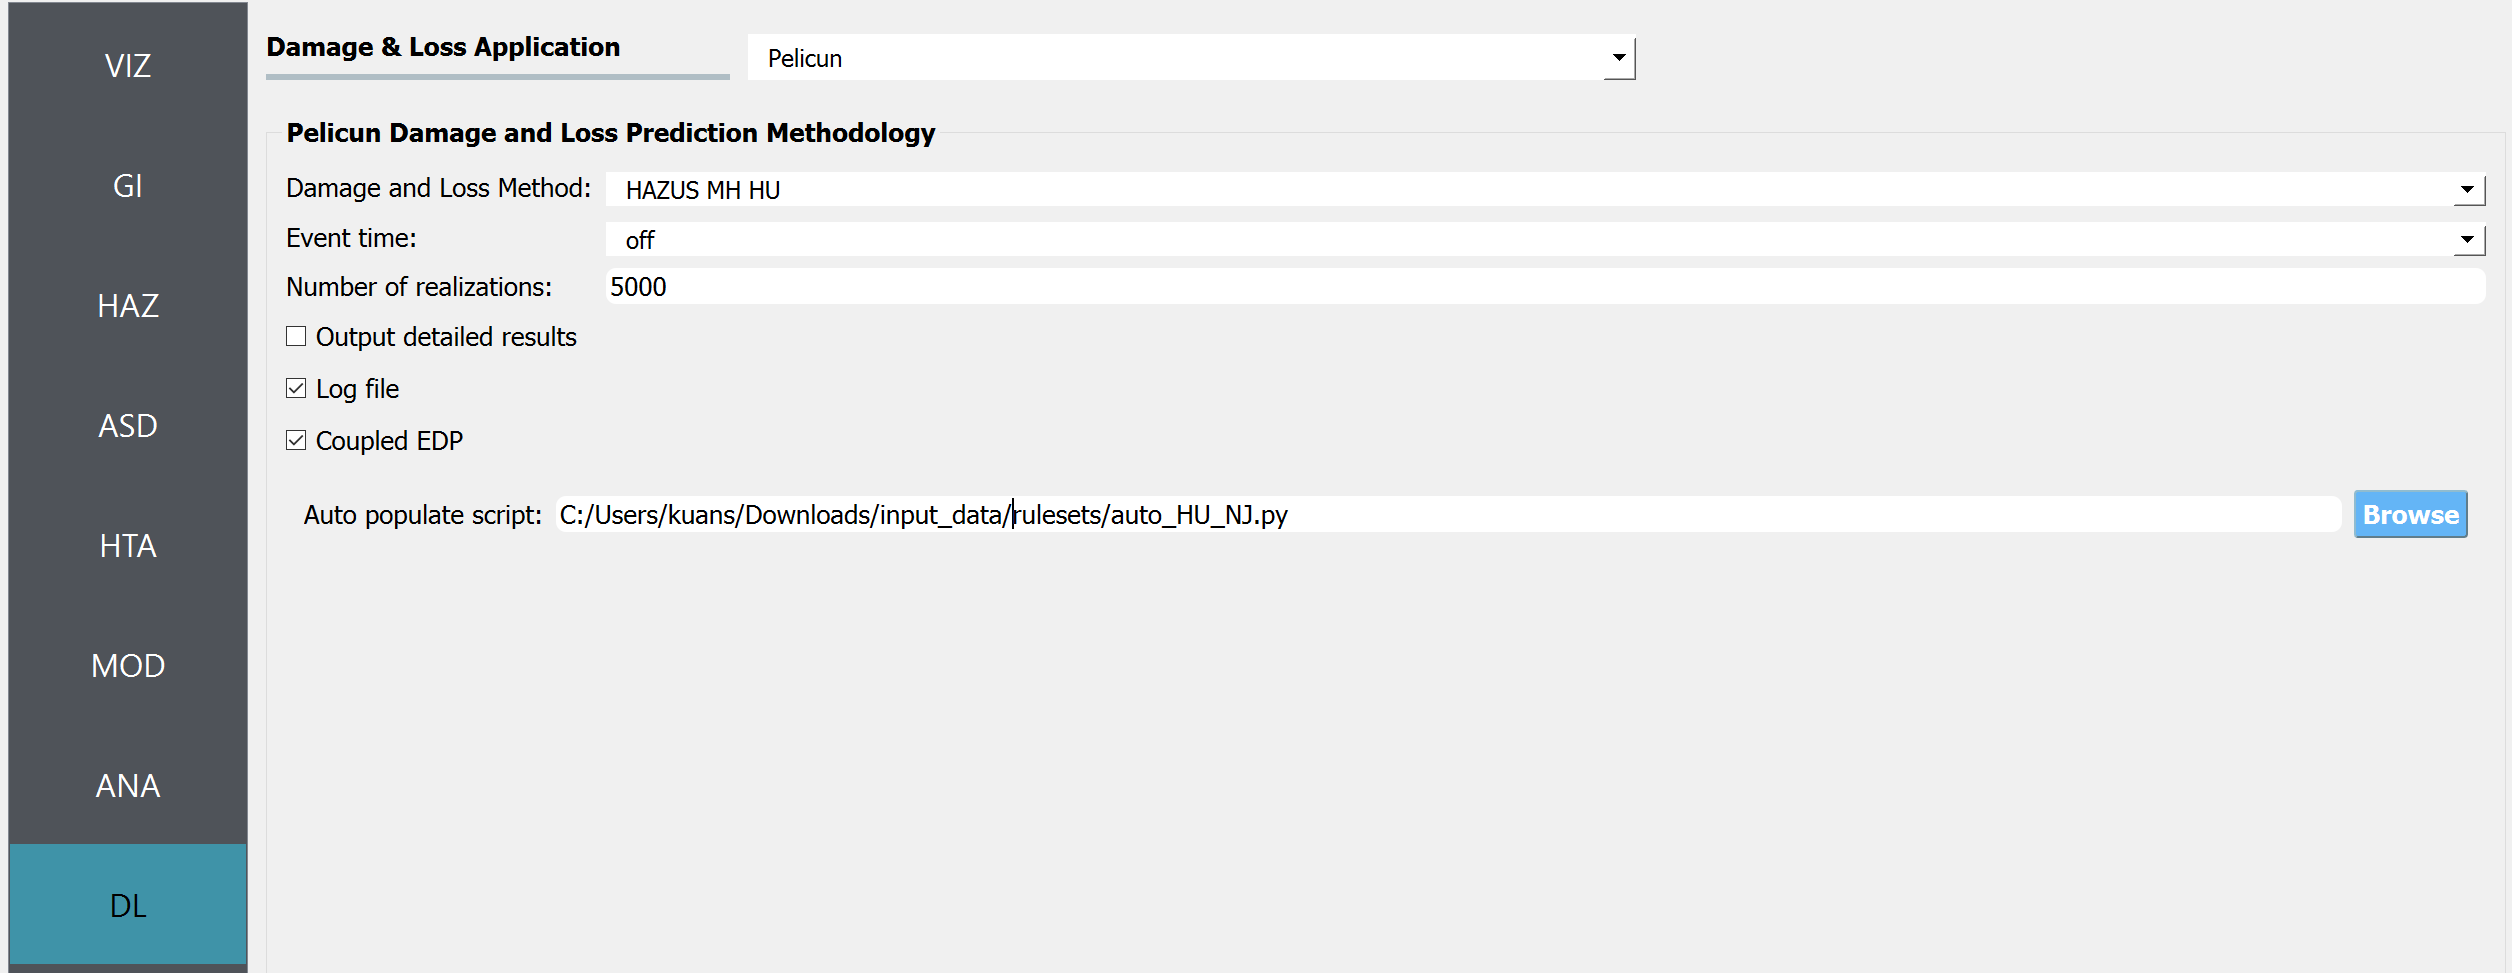 VIZ
GI
HAZ
ASD
HTA
MOD
ANA
DL
Damage & Loss Application
Pelicun
Pelicun Damage and Loss Prediction Methodology
Damage and Loss Method: HAZUS MH HU
Event time: off
Number of realizations: 5000
Output detailed results
Log file
Coupled EDP
Auto populate script: C:/Users/kuans/Downloads/input_data/rulesets/auto_HU_NJ.py Browse